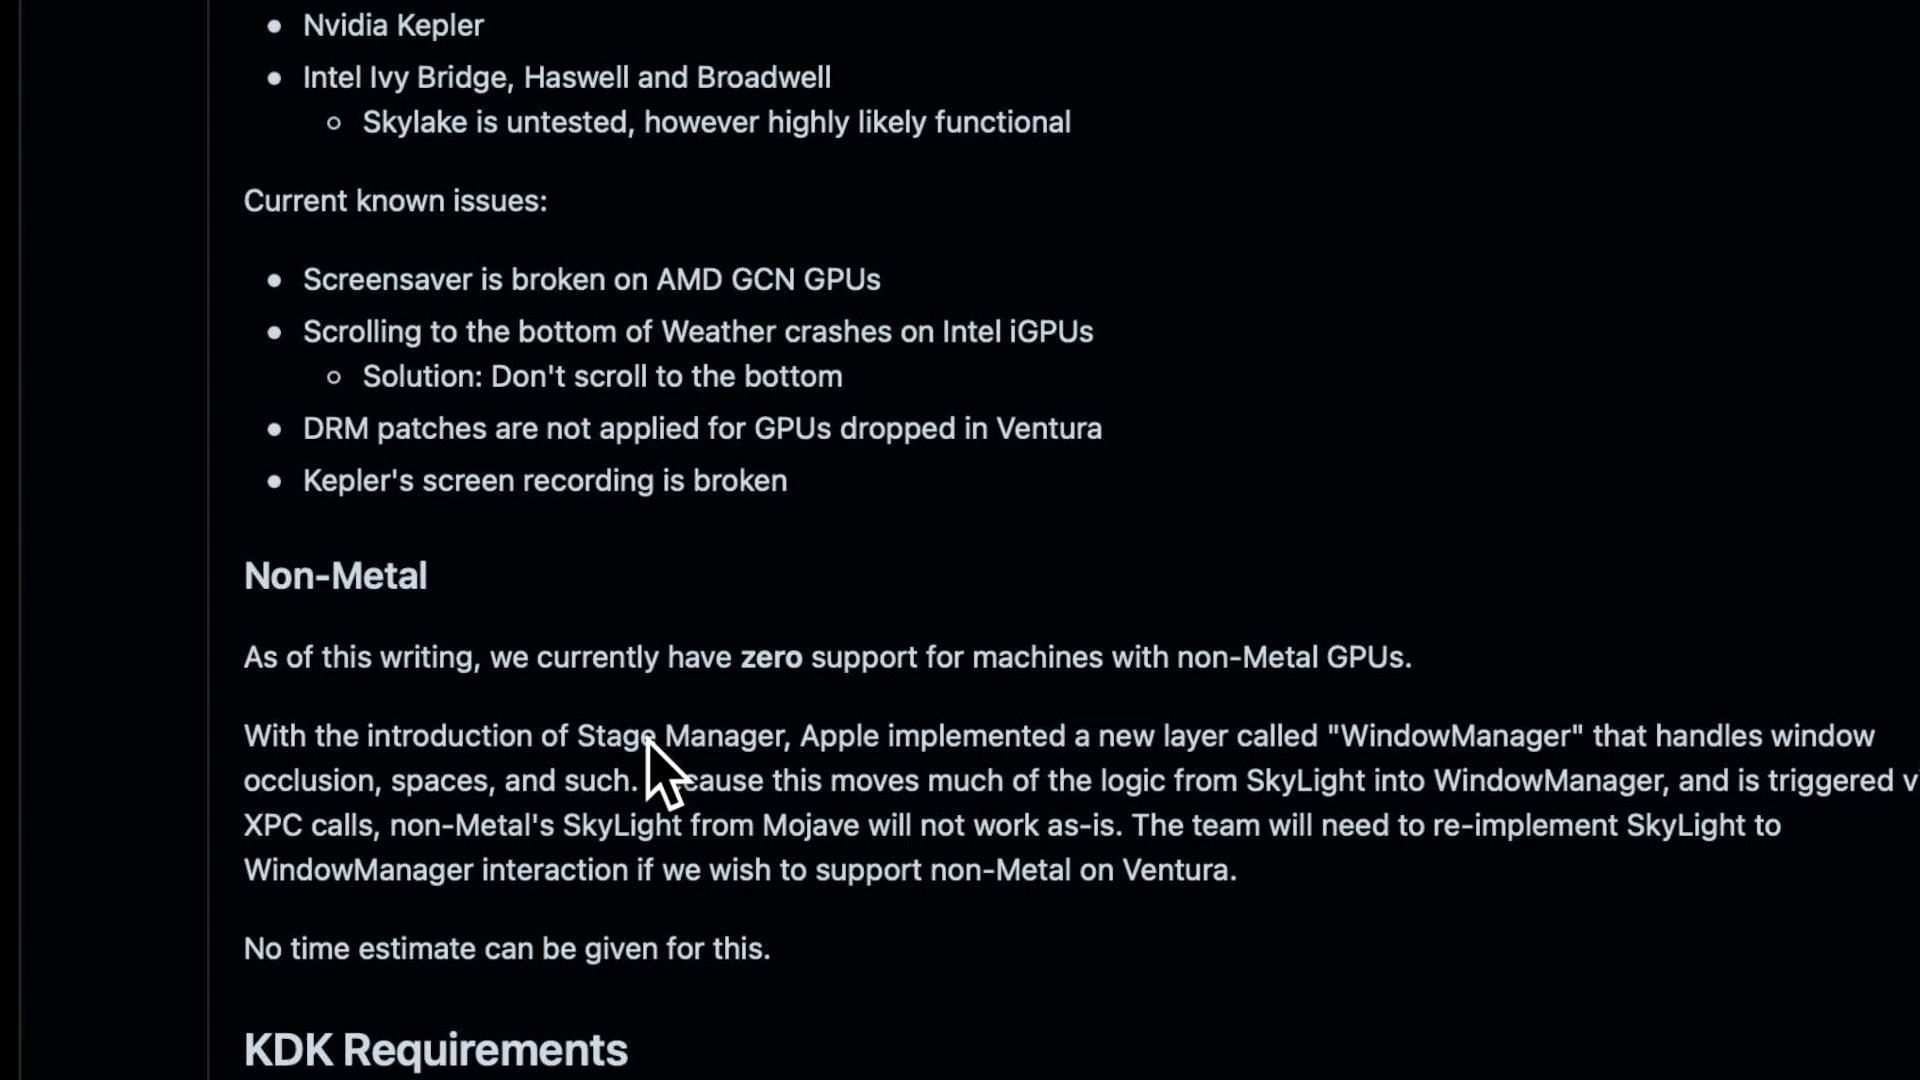 Nvidia Kepler
Intel Ivy Bridge, Haswell and Broadwell
Skylake is untested, however highly likely functional
Current known issues:
Screensaver is broken on AMD GCN GPUs
Scrolling to the bottom of Weather crashes on Intel iGPUs
Solution: Don't scroll to the bottom
DRM patches are not applied for GPUs dropped in Ventura
Kepler's screen recording is broken
Non-Metal
As of this writing, we currently have zero support for machines with non-Metal GPUs.
With the introduction of Stage Manager, Apple implemented a new layer called "WindowManager" that handles window
occlusion, spaces, and such. this moves much of the logic from SkyLight into WindowManager, and is triggered
XPC calls, non-Metal's SkyLight from Mojave will not work as-is. The team will need to re-implement SkyLight to
WindowManager interaction if we wish to support non-Metal on Ventura.
No time estimate can be given for this.
KDK Requirements